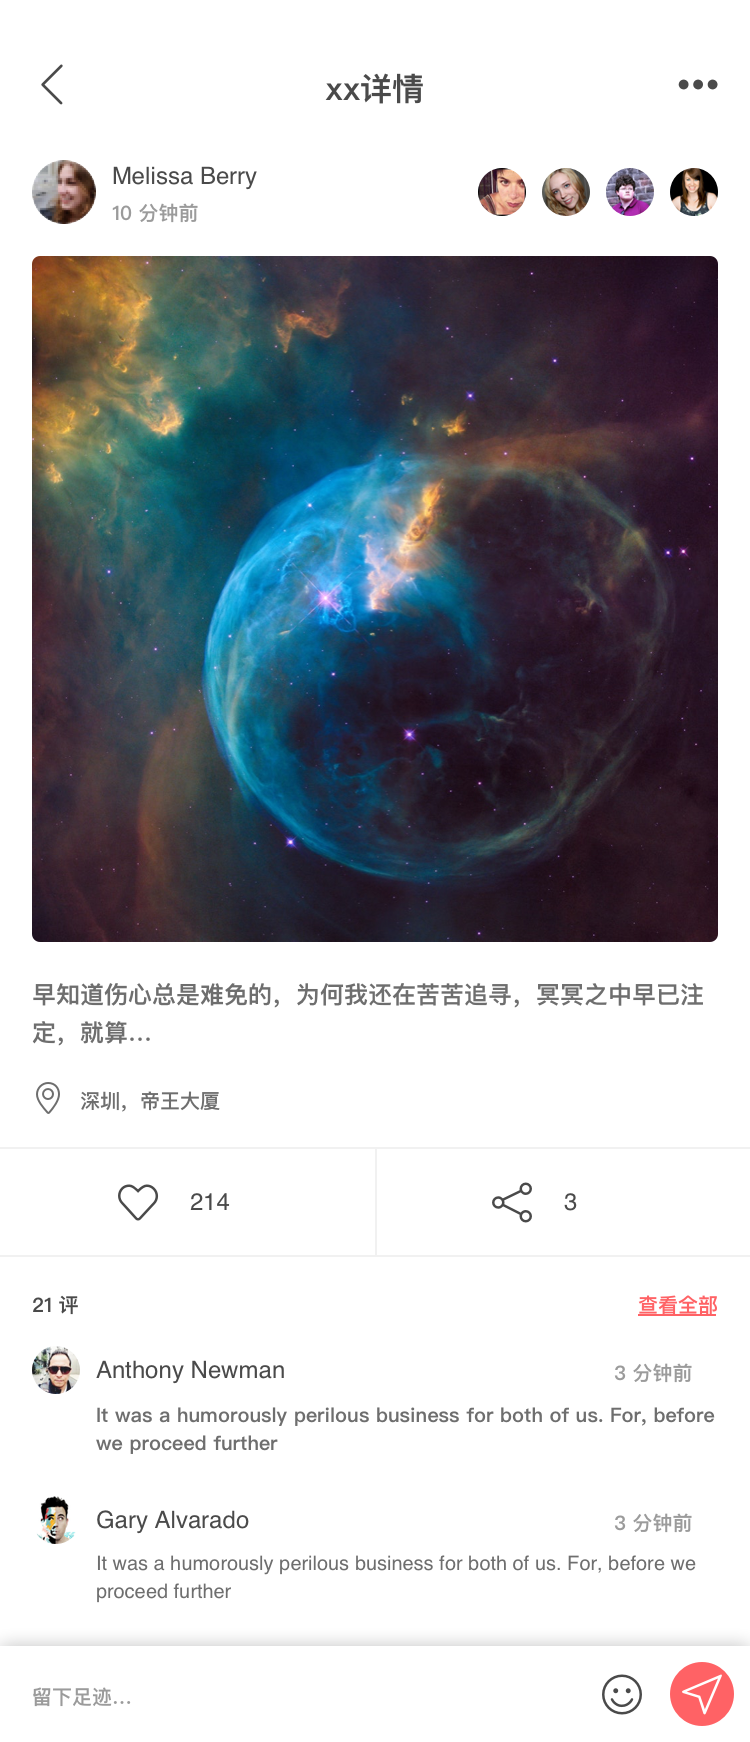 xx详情
Melissa Berry
10 分钟前
早知道伤心总是难免的，为何我还在苦苦追寻，冥冥之中早已注
定，就算...
深圳，帝王大厦
214
3
21 评
查看全部
Anthony Newman
3 分钟前
It was a humorously perilous business for both of us. For, before
we proceed further
Gary Alvarado
3 分钟前
It was a humorously perilous business for both of us. For, before we
proceed further
留下足迹...